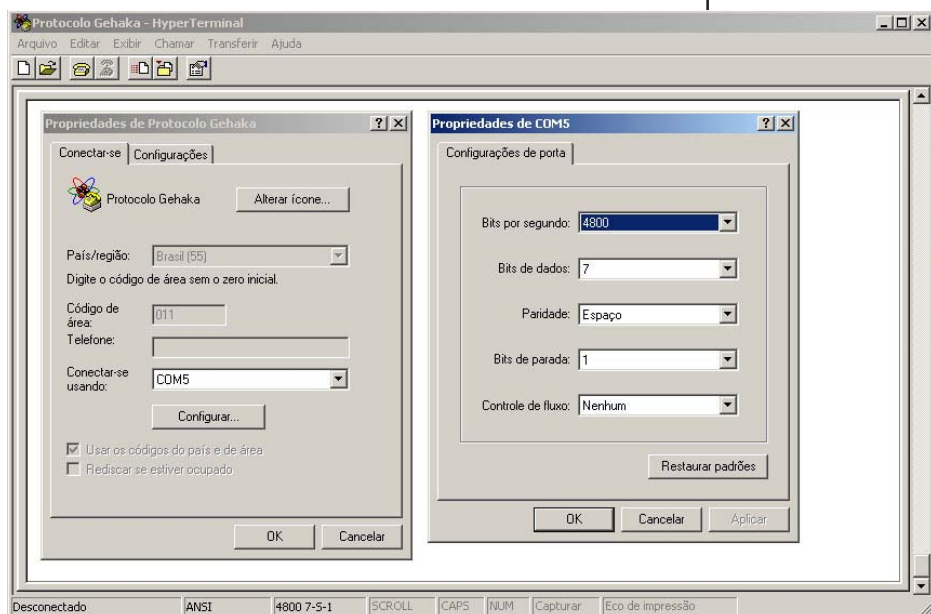 Protocolo Gehaka - HyperTerminal
Arquivo Editar Exibir Chamar Transferir Ajuda
Propriedades de Protocolo Gehaka
Conectar-se Configurações
Protocolo Gehaka Alterar ícone...
País/região: Brasil (55)
Digite o código de área sem o zero inicial.
Código de área: 011
Telefone:
Conectar-se usando: COM5
Configurar...
Usar os códigos do país e de área
Rediscar se estiver ocupado
OK Cancelar
Propriedades de COM5
Configurações de porta
Bits por segundo: 4800
Bits de dados: 7
Paridade: Espaço
Bits de parada: 1
Controle de fluxo: Nenhum
Restaurar padrões
OK Cancelar Aplicar
Desconectado ANSI 4800 7-S-1 SCROLL CAPS NUM Capturar Eco de impressão